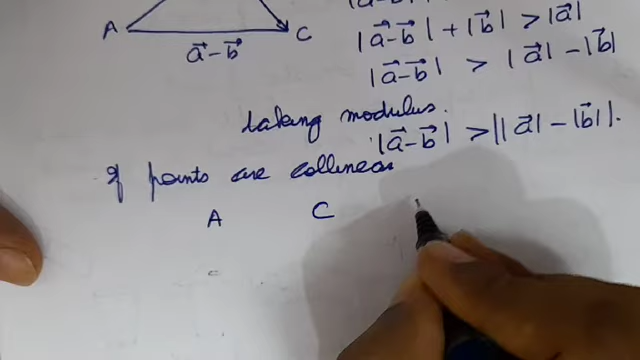 A
C
a⃗ - b⃗
|a⃗-b⃗| + |b⃗| > |a⃗|
|a⃗-b⃗| > |a⃗| - |b⃗|
taking modulus.
|a⃗-b⃗| > ||a⃗| - |b⃗||.
If points are collinear
A C